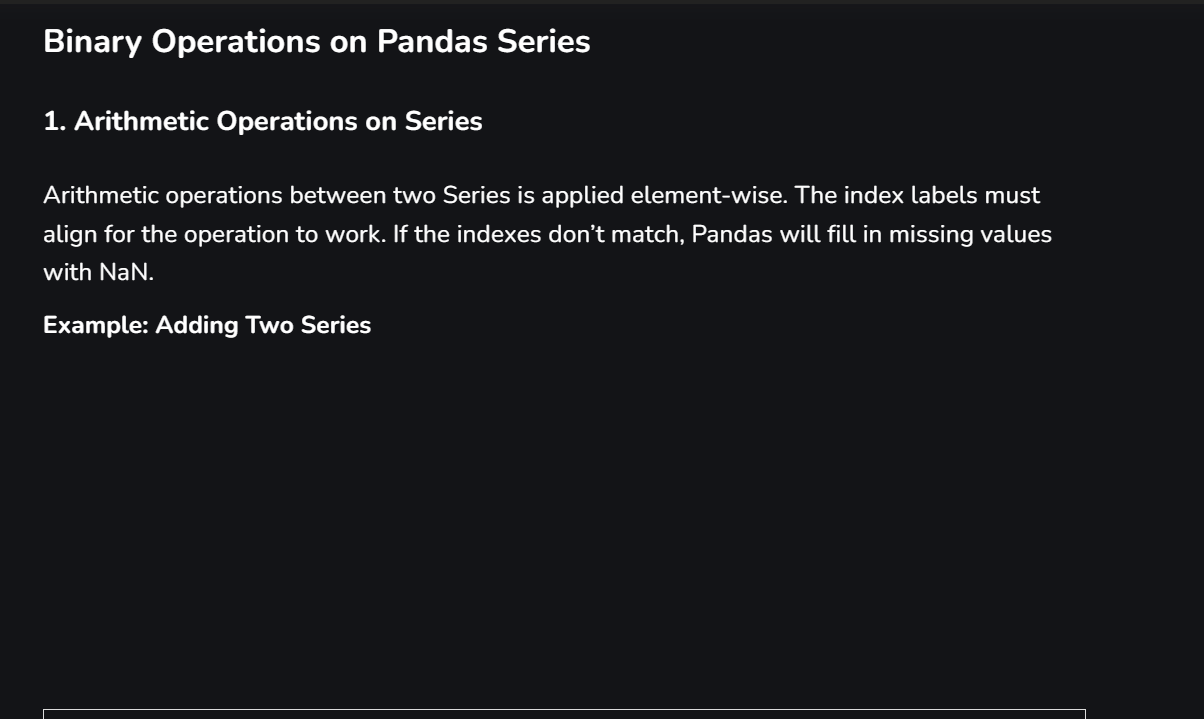 Binary Operations on Pandas Series
1. Arithmetic Operations on Series
Arithmetic operations between two Series is applied element-wise. The index labels must
align for the operation to work. If the indexes don’t match, Pandas will fill in missing values
with NaN.
Example: Adding Two Series